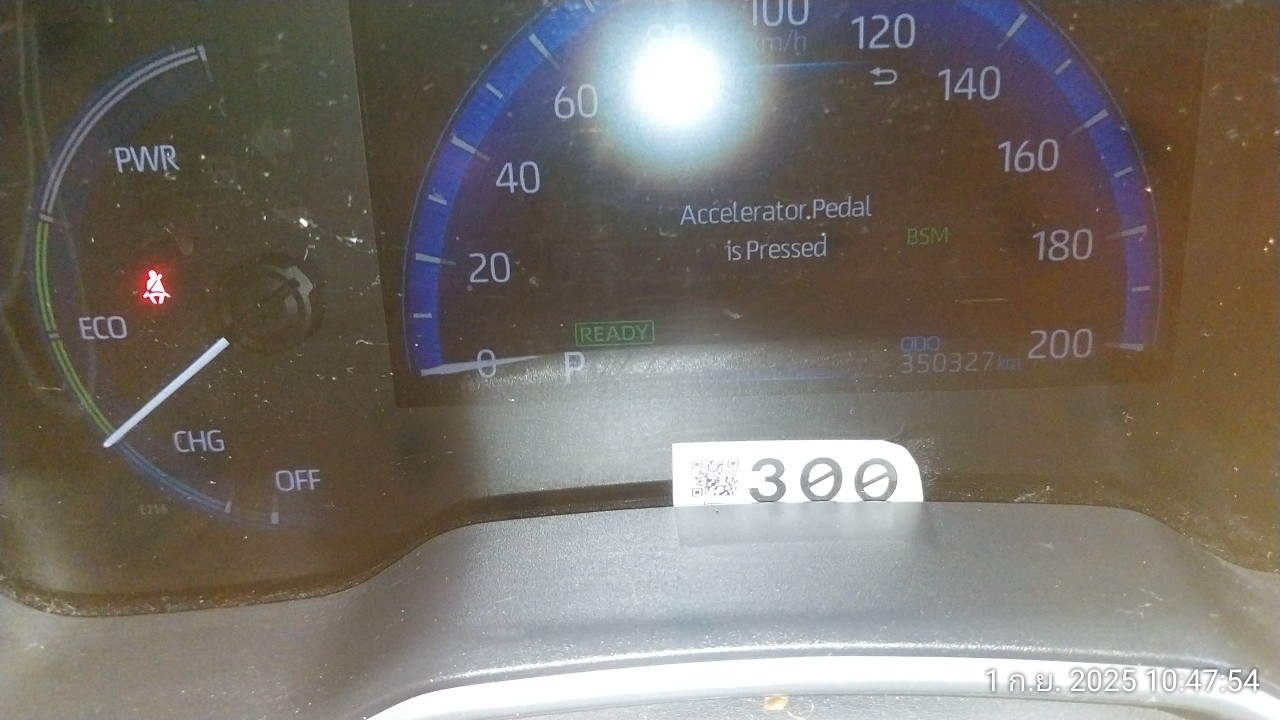 100
km/h
120
60
140
PWR
160
40
Accelerator Pedal
is Pressed
BSM
180
20
ECO
READY
ODO
200
0
P
350327 km
CHG
300
OFF
E256
1 ก.ย. 2025 10:47:54